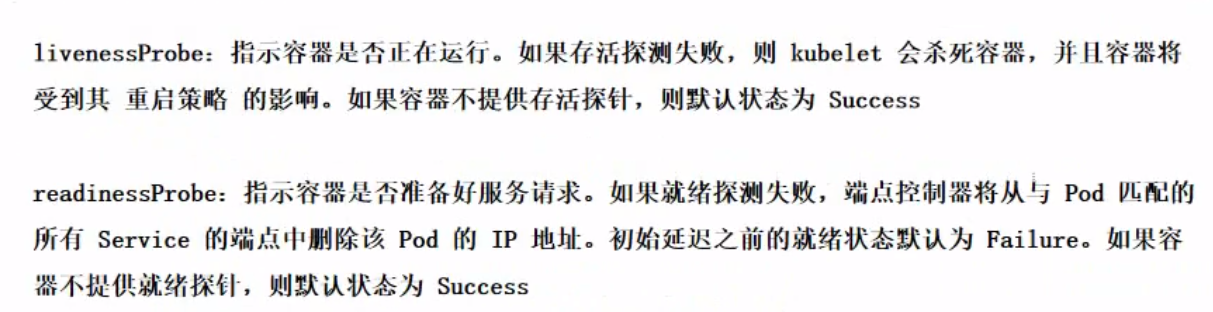 livenessProbe：指示容器是否正在运行。如果存活探测失败，则 kubelet 会杀死容器，并且容器将
受到其 重启策略 的影响。如果容器不提供存活探针，则默认状态为 Success
readinessProbe：指示容器是否准备好服务请求。如果就绪探测失败，端点控制器将从与 Pod 匹配的
所有 Service 的端点中删除该 Pod 的 IP 地址。初始延迟之前的就绪状态默认为 Failure。如果容
器不提供就绪探针，则默认状态为 Success